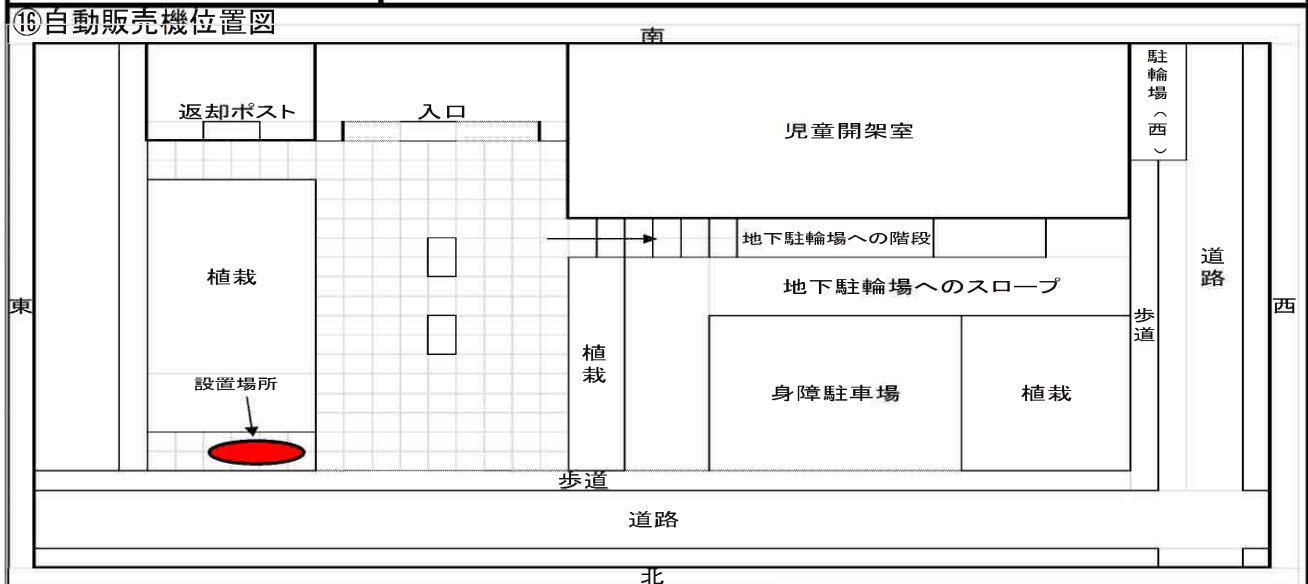 ⑯自動販売機位置図
南
返却ポスト
入口
児童開架室
駐輪場（西）
地下駐輪場への階段
地下駐輪場へのスロープ
植栽
道路
東
西
歩道
植栽
設置場所
身障駐車場
植栽
歩道
道路
北